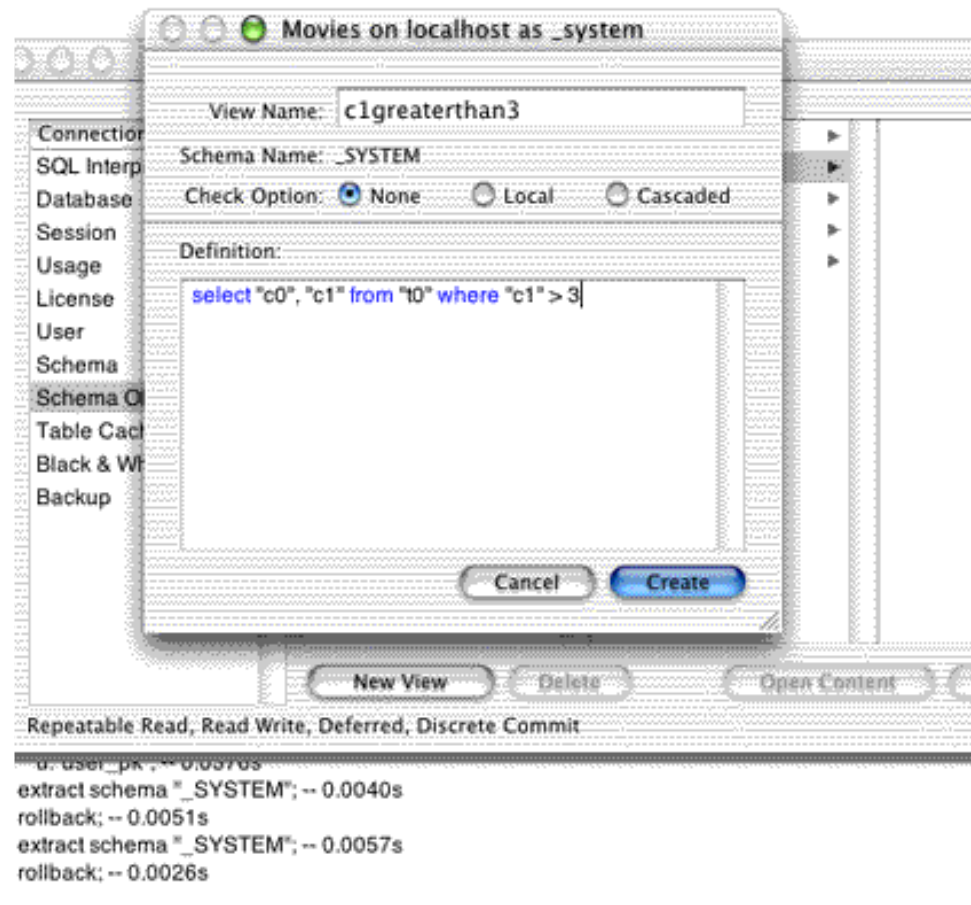 Movies on localhost as _system
View Name: c1greaterthan3
Schema Name: _SYSTEM
Check Option: None Local Cascaded
Definition:
select "c0", "c1" from "t0" where "c1" > 3
Cancel Create
Connection
SQL Interp
Database
Session
Usage
License
User
Schema
Schema O
Table Cach
Black & Wh
Backup
New View Delete Open Content
Repeatable Read, Read Write, Deferred, Discrete Commit
extract schema "_SYSTEM"; -- 0.0040s
rollback; -- 0.0051s
extract schema "_SYSTEM"; -- 0.0057s
rollback; -- 0.0026s